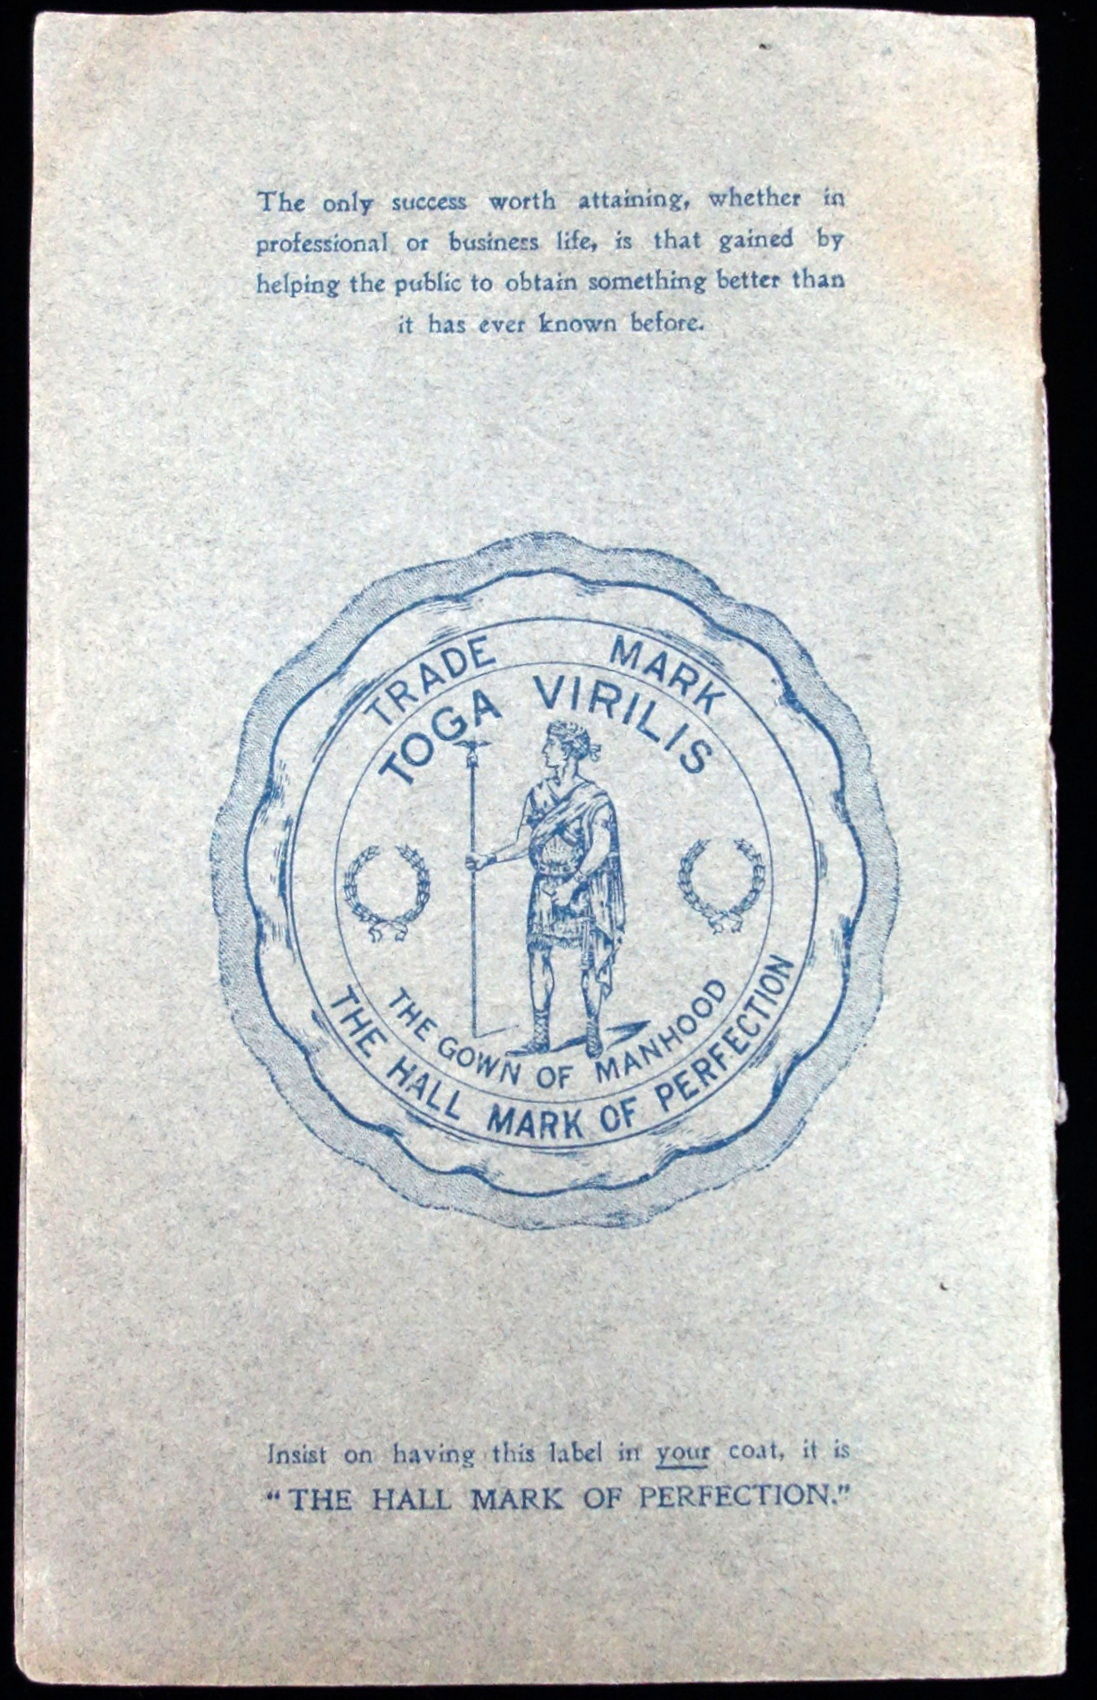 The only success worth attaining, whether in
professional or business life, is that gained by
helping the public to obtain something better than
it has ever known before.
TRADE MARK
TOGA VIRILIS
THE GOWN OF MANHOOD
THE HALL MARK OF PERFECTION
Insist on having this label in your coat, it is
"THE HALL MARK OF PERFECTION."